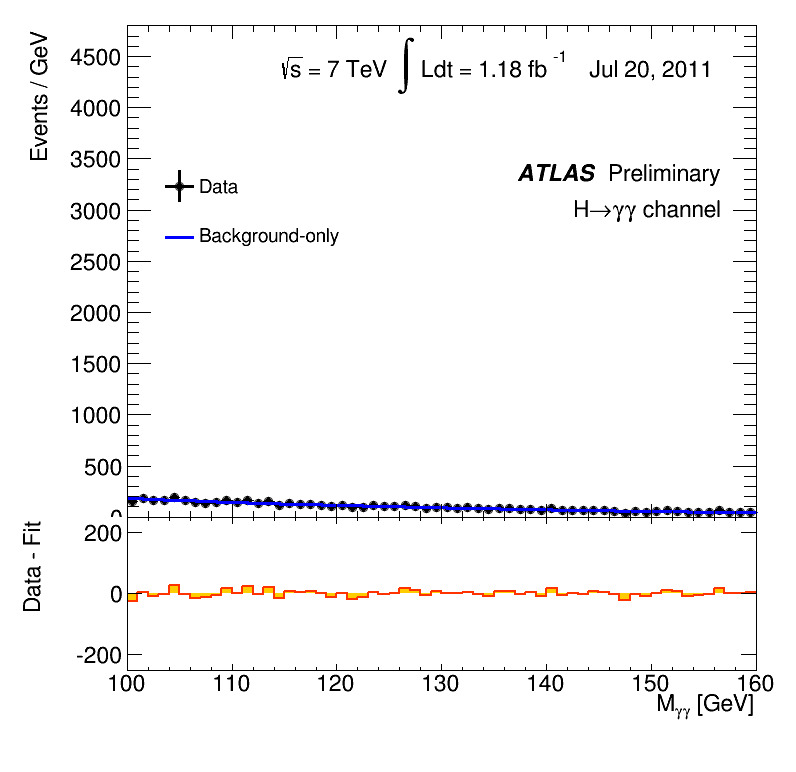 4500
4000
3500
3000
2500
2000
1500
1000
500
0
Events / GeV
√s = 7 TeV ∫ Ldt = 1.18 fb⁻¹ Jul 20, 2011
ATLAS Preliminary
H→γγ channel
Data
Background-only
200
0
-200
Data - Fit
100 110 120 130 140 150 160
Mγγ [GeV]